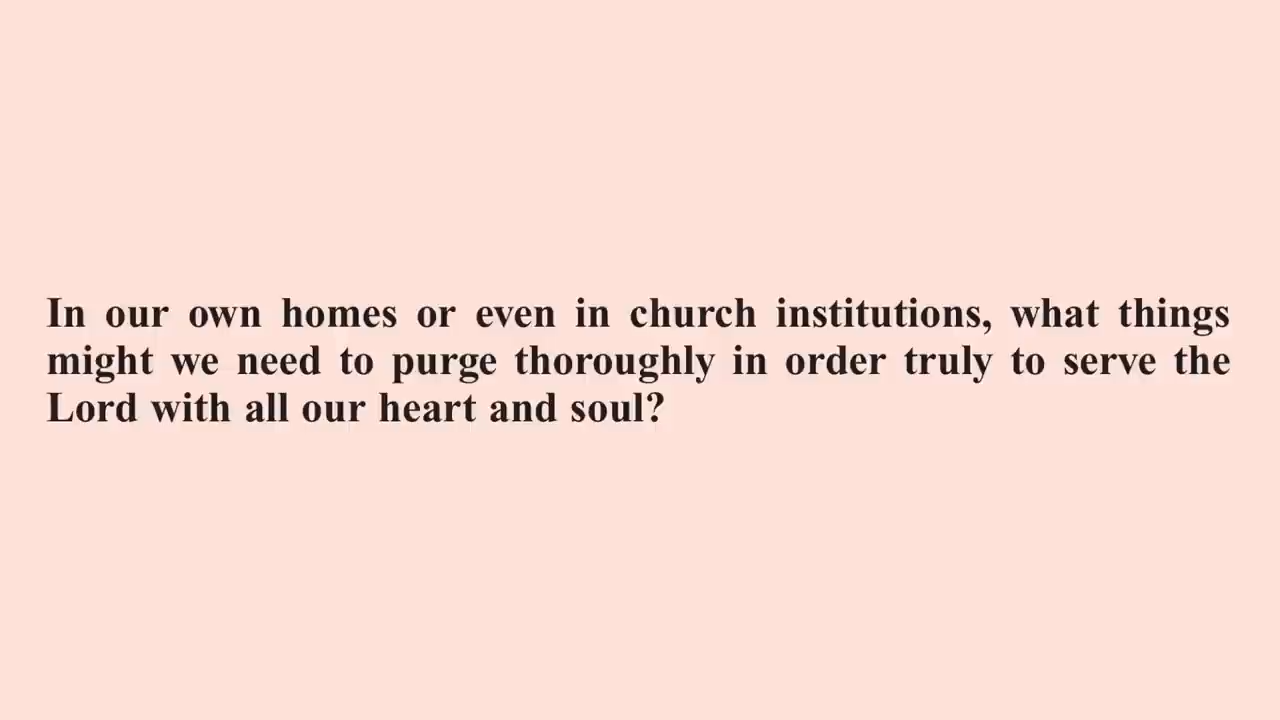 In our own homes or even in church institutions, what things
might we need to purge thoroughly in order truly to serve the
Lord with all our heart and soul?